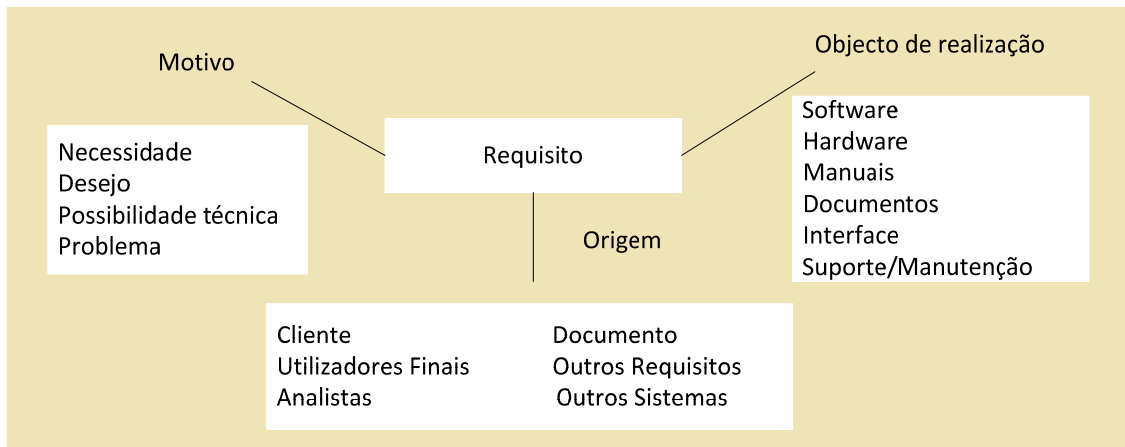 Motivo
Objecto de realização
Necessidade
Desejo
Possibilidade técnica
Problema
Requisito
Software
Hardware
Manuais
Documentos
Interface
Suporte/Manutenção
Origem
Cliente
Utilizadores Finais
Analistas
Documento
Outros Requisitos
Outros Sistemas